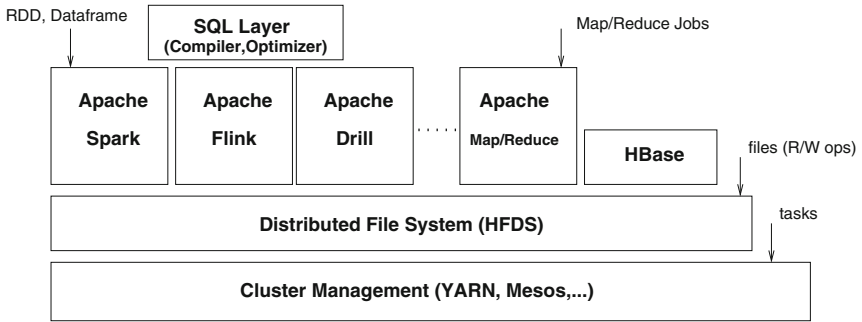 RDD, Dataframe
SQL Layer
(Compiler,Optimizer)
Map/Reduce Jobs
Apache
Spark
Apache
Flink
Apache
Drill
......
Apache
Map/Reduce
HBase
files (R/W ops)
Distributed File System (HFDS)
tasks
Cluster Management (YARN, Mesos,...)